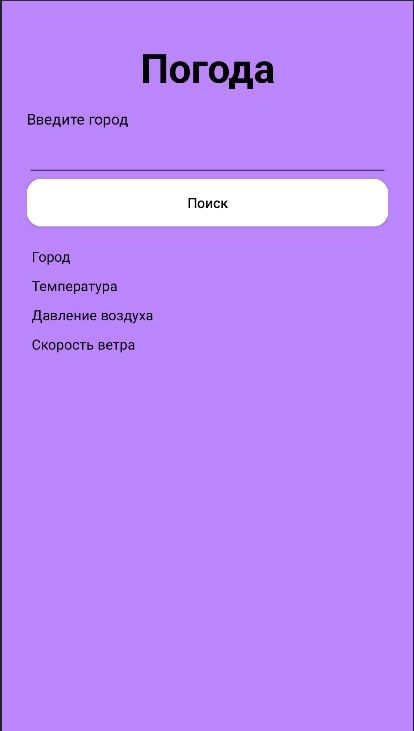 Погода
Введите город
Поиск
Город
Температура
Давление воздуха
Скорость ветра